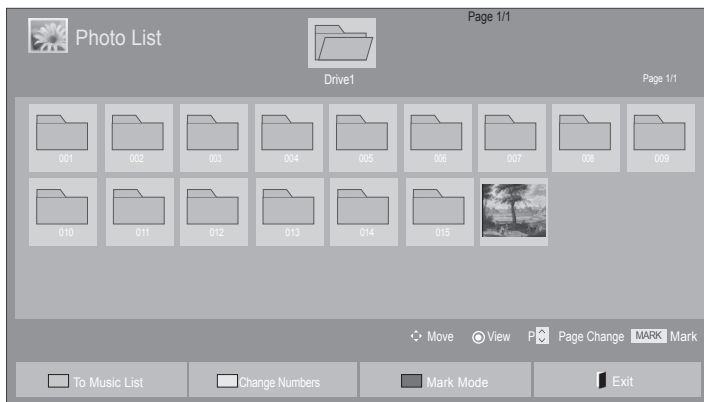 Page 1/1
Photo List
Drive1
Page 1/1
001 002 003 004 005 006 007 008 009
010 011 012 013 014 015
Move View P Page Change MARK Mark
To Music List Change Numbers Mark Mode Exit